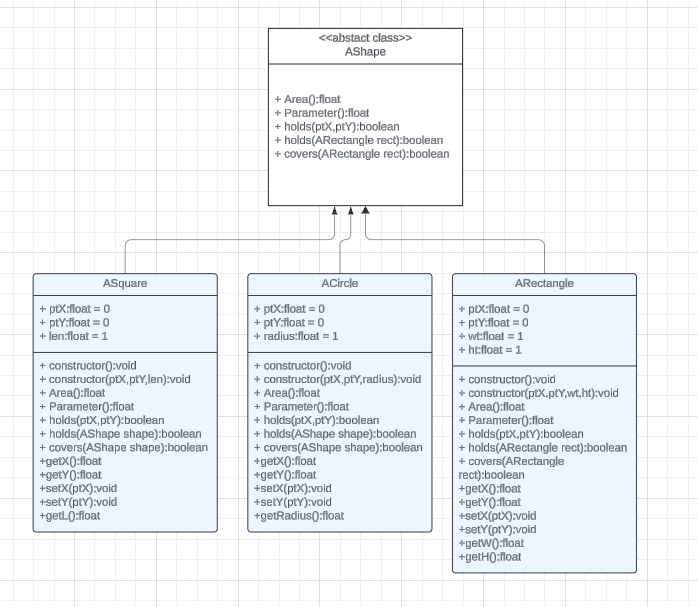 <<abstact class>>
AShape
+ Area():float
+ Parameter():float
+ holds(ptX,ptY):boolean
+ holds(ARectangle rect):boolean
+ covers(ARectangle rect):boolean
ASquare
+ ptX:float = 0
+ ptY:float = 0
+ len:float = 1
+ constructor():void
+ constructor(ptX,ptY,len):void
+ Area():float
+ Parameter():float
+ holds(ptX,ptY):boolean
+ holds(AShape shape):boolean
+ covers(AShape shape):boolean
+getX():float
+getY():float
+setX(ptX):void
+setY(ptY):void
+getL():float
ACircle
+ ptX:float = 0
+ ptY:float = 0
+ radius:float = 1
+ constructor():void
+ constructor(ptX,ptY,radius):void
+ Area():float
+ Parameter():float
+ holds(ptX,ptY):boolean
+ holds(AShape shape):boolean
+ covers(AShape shape):boolean
+getX():float
+getY():float
+setX(ptX):void
+setY(ptY):void
+getRadius():float
ARectangle
+ ptX:float = 0
+ ptY:float = 0
+ wt:float = 1
+ ht:float = 1
+ constructor():void
+ constructor(ptX,ptY,wt,ht):void
+ Area():float
+ Parameter():float
+ holds(ptX,ptY):boolean
+ holds(ARectangle rect):boolean
+ covers(ARectangle
rect):boolean
+getX():float
+getY():float
+setX(ptX):void
+setY(ptY):void
+getW():float
+getH():float